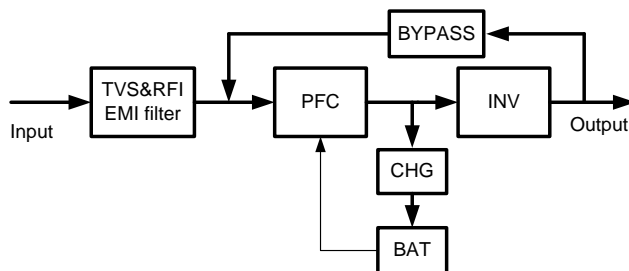 BYPASS
TVS&RFI
EMI filter
PFC
INV
Input
Output
CHG
BAT